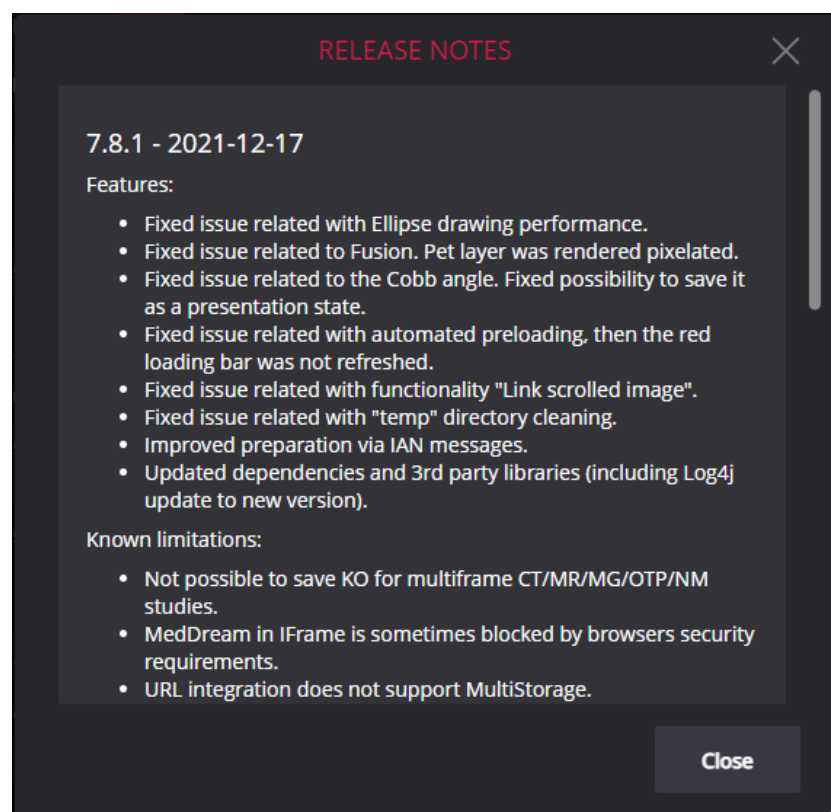 RELEASE NOTES
7.8.1 - 2021-12-17
Features:
• Fixed issue related with Ellipse drawing performance.
• Fixed issue related to Fusion. Pet layer was rendered pixelated.
• Fixed issue related to the Cobb angle. Fixed possibility to save it
as a presentation state.
• Fixed issue related with automated preloading, then the red
loading bar was not refreshed.
• Fixed issue related with functionality "Link scrolled image".
• Fixed issue related with "temp" directory cleaning.
• Improved preparation via IAN messages.
• Updated dependencies and 3rd party libraries (including Log4j
update to new version).
Known limitations:
• Not possible to save KO for multiframe CT/MR/MG/OTP/NM
studies.
• MedDream in IFrame is sometimes blocked by browsers security
requirements.
• URL integration does not support MultiStorage.
Close